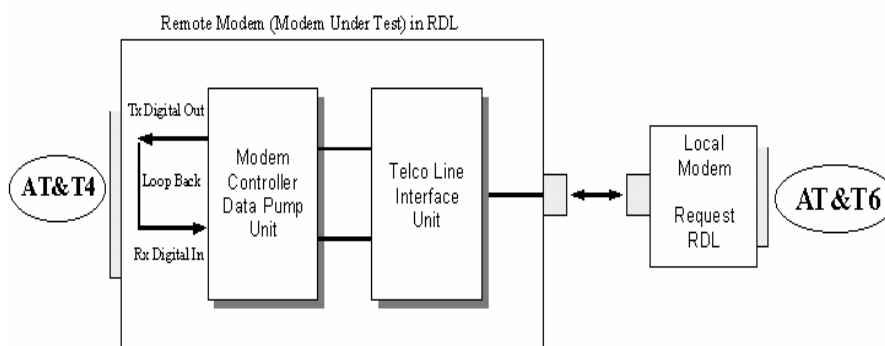 Remote Modem (Modem Under Test) in RDL
Tx Digital Out
AT&T4
Loop Back
Rx Digital In
Modem
Controller
Data Pump
Unit
Telco Line
Interface
Unit
Local
Modem
Request
RDL
AT&T6